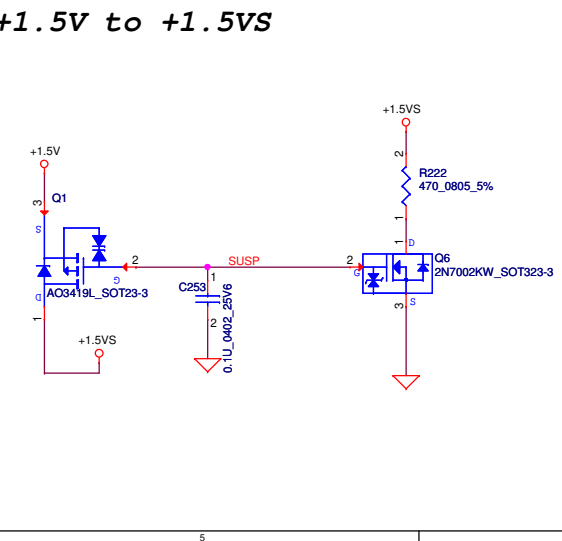 +1.5V to +1.5VS
+1.5VS
+1.5V
2
R222
470_0805_5%
3
Q1
S
1
1
D
2
SUSP
2
Q6
G
G
2N7002KW_SOT323-3
D
AO3419L_SOT23-3
C253
1
0.1U_0402_25V6
3
S
1
2
+1.5VS
5